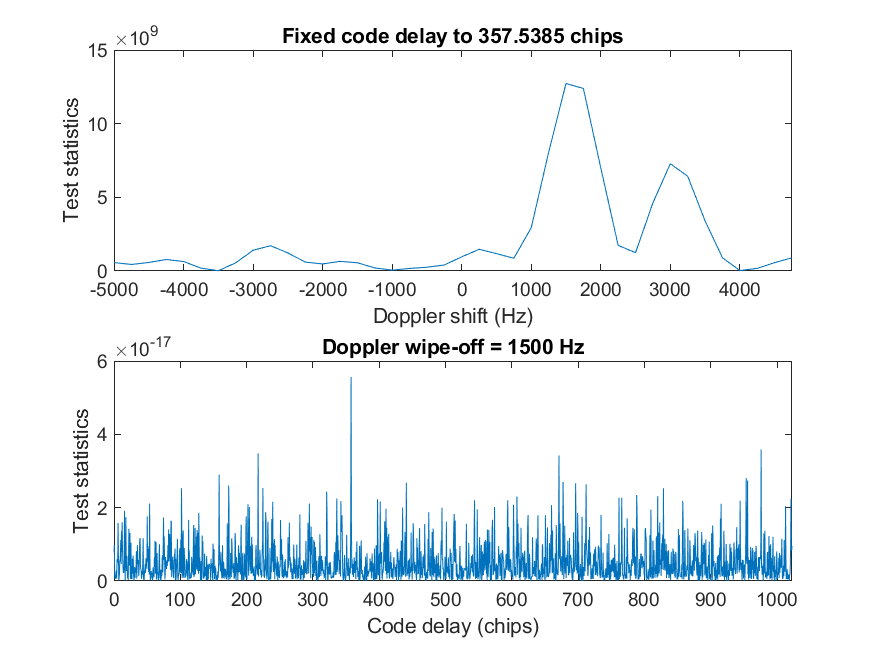 ×10^9
Fixed code delay to 357.5385 chips
15
10
5
0
Test statistics
-5000 -4000 -3000 -2000 -1000 0 1000 2000 3000 4000
Doppler shift (Hz)
×10^-17
Doppler wipe-off = 1500 Hz
6
4
2
0
Test statistics
0 100 200 300 400 500 600 700 800 900 1000
Code delay (chips)